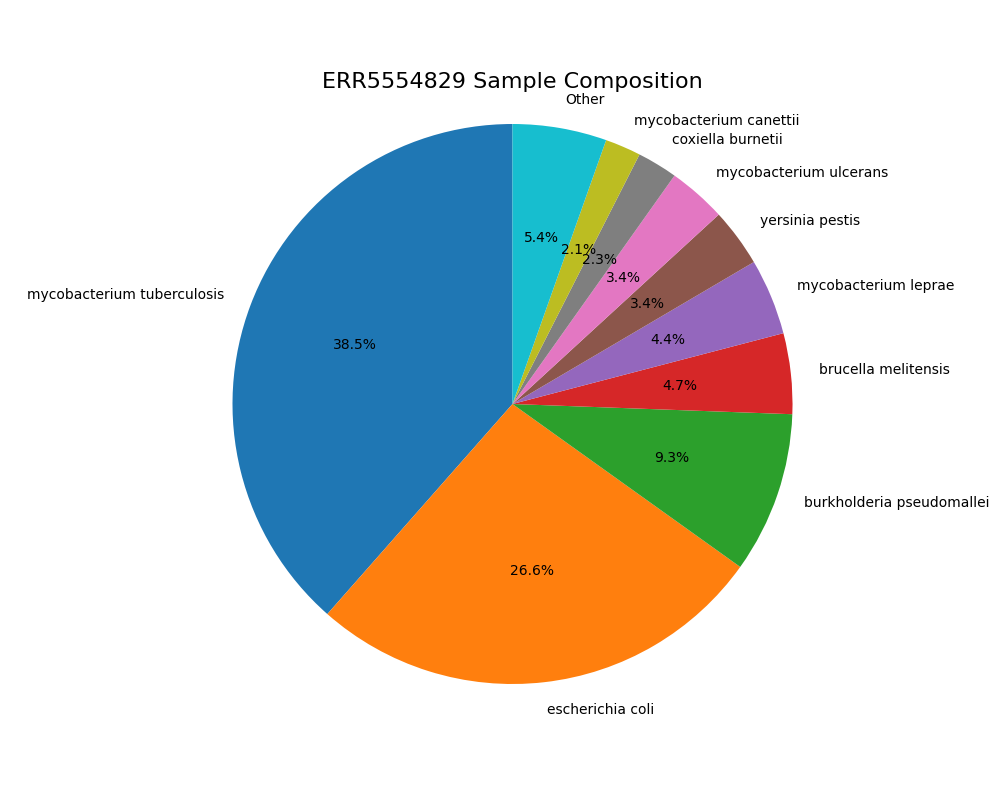 ERR5554829 Sample Composition
Other
mycobacterium canettii
coxiella burnetii
mycobacterium ulcerans
yersinia pestis
mycobacterium leprae
brucella melitensis
burkholderia pseudomallei
escherichia coli
mycobacterium tuberculosis
5.4%
2.1%
2.3%
3.4%
3.4%
4.4%
4.7%
9.3%
26.6%
38.5%